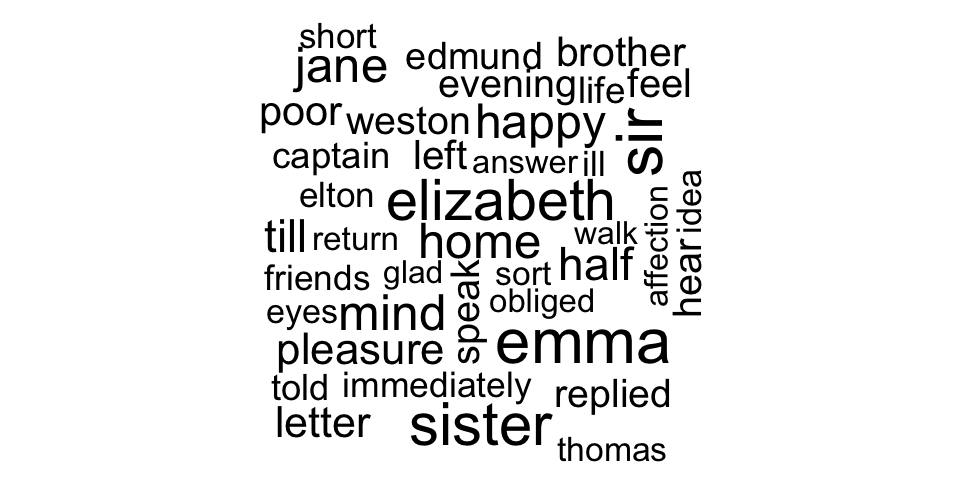 short
jane edmund brother
evening life feel
poor weston happy sir
captain left answer ill
elton elizabeth affection idea
till return home walk hear
friends glad speak sort half
eyes mind obliged
pleasure emma
told immediately replied
letter sister
thomas